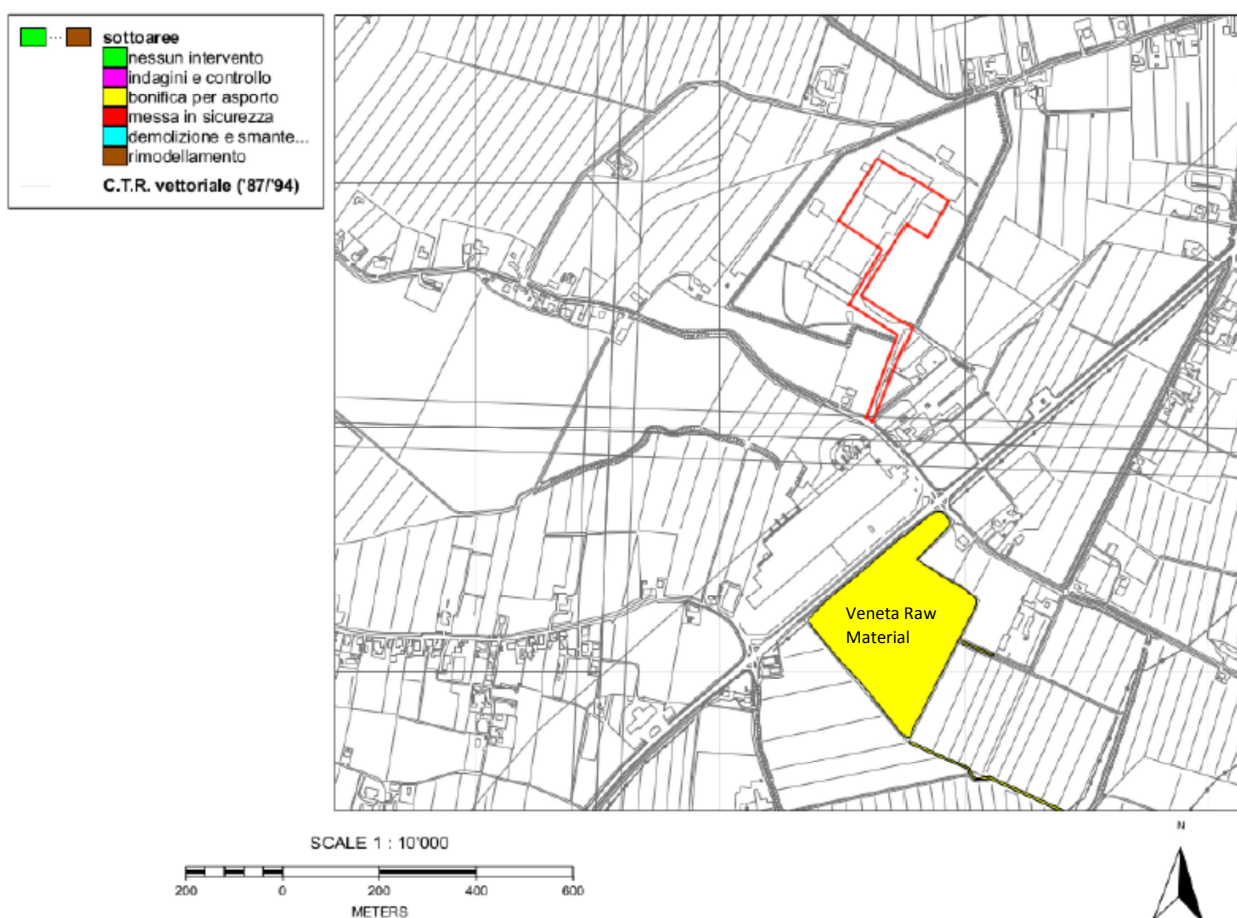 sottoaree
nessun intervento
indagini e controllo
bonifica per asporto
messa in sicurezza
demolizione e smante...
rimodellamento
C.T.R. vettoriale ('87/'94)
Veneta Raw
Material
SCALE 1 : 10'000
200 0 200 400 600
METERS
N